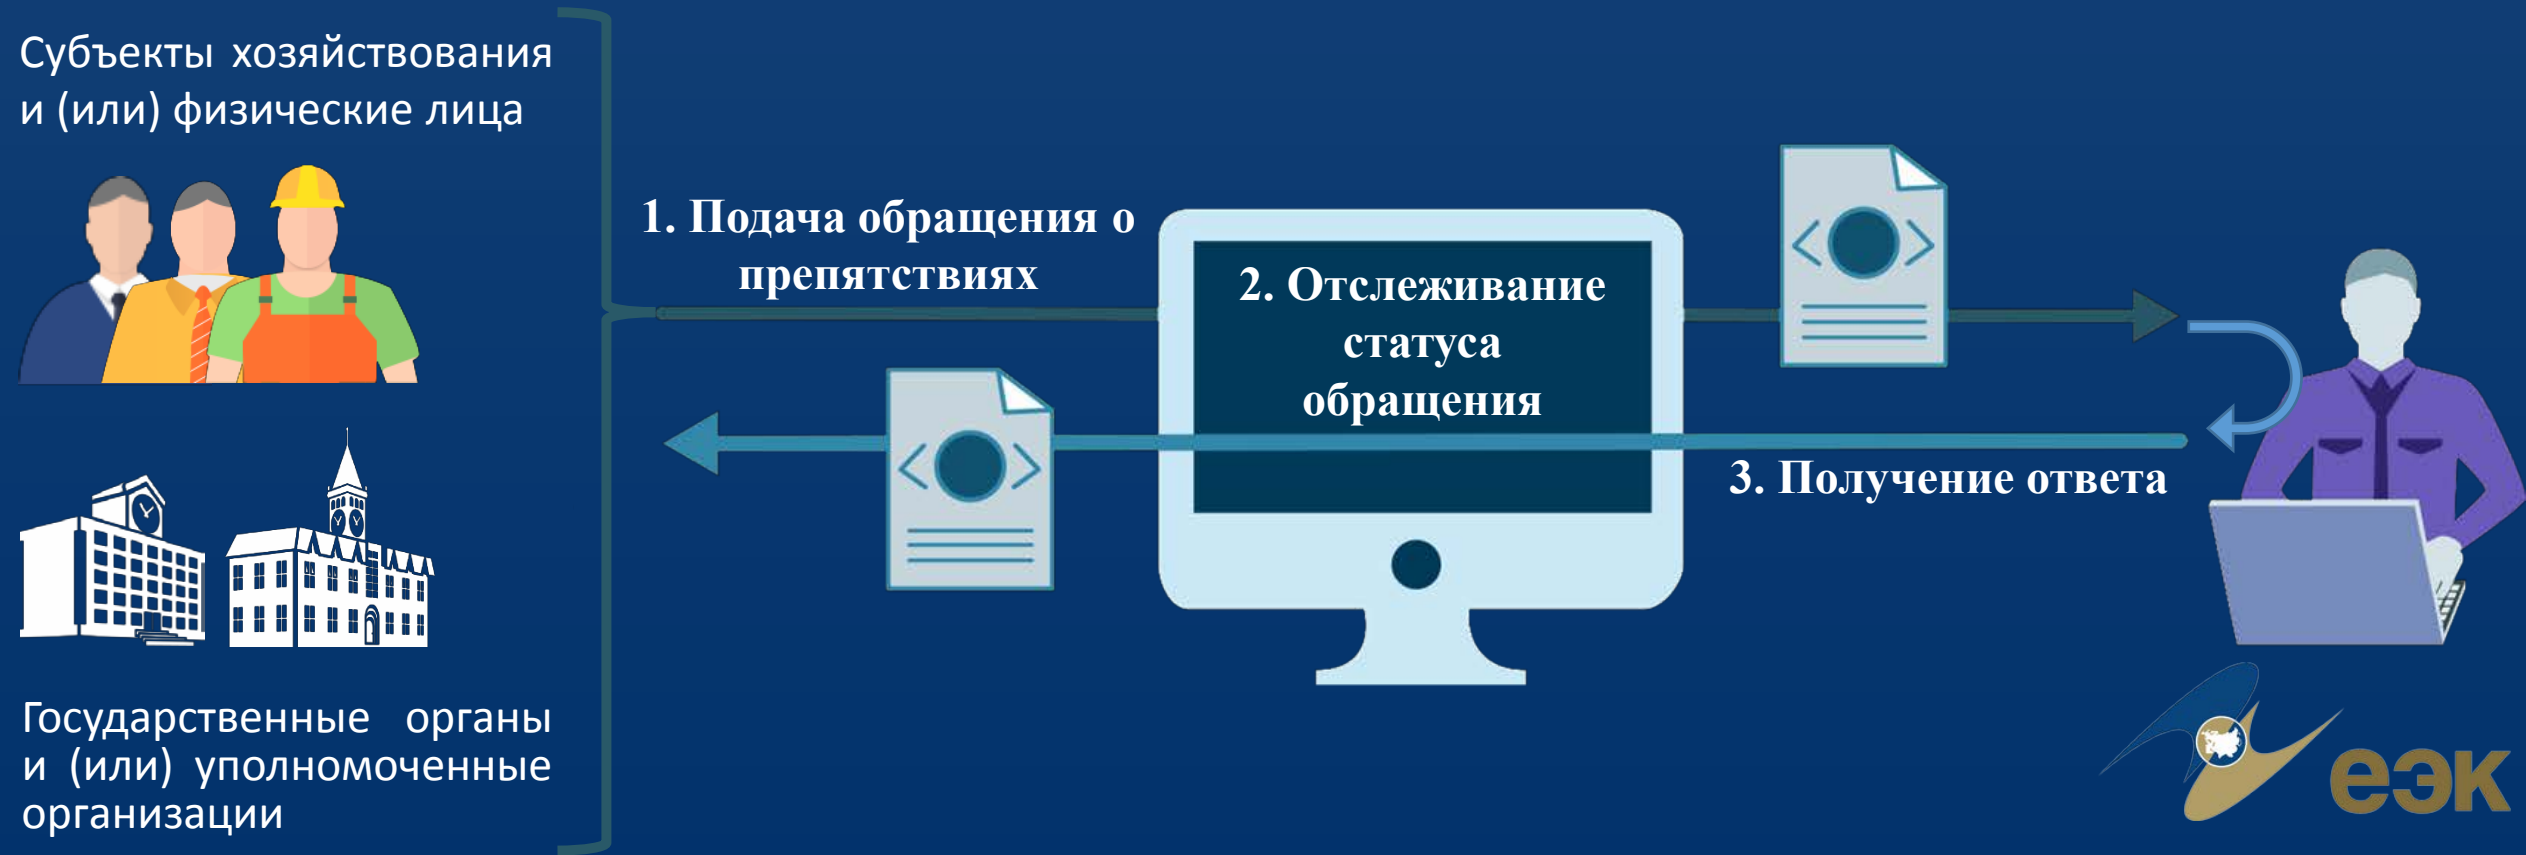 Субъекты хозяйствования
и (или) физические лица
1. Подача обращения о
препятствиях
2. Отслеживание
статуса
обращения
3. Получение ответа
Государственные органы
и (или) уполномоченные
организации
еэк